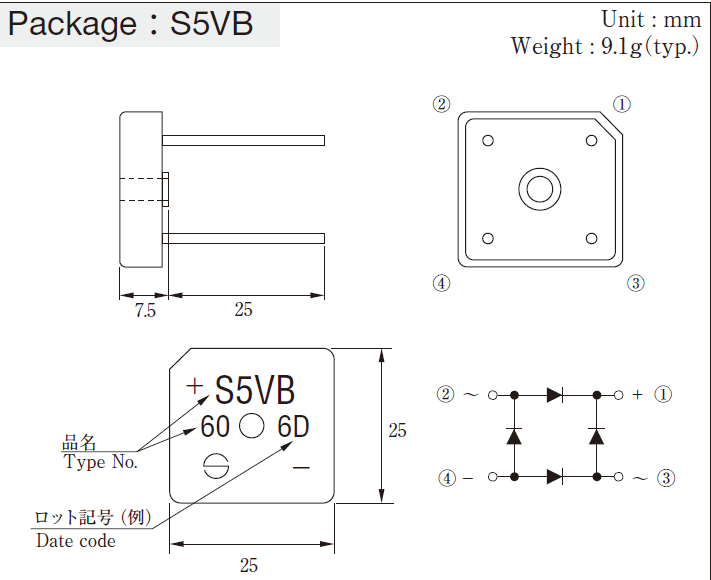 Package：S5VB
Unit : mm
Weight : 9.1g(typ.)
② ①
7.5 25
④ ③
+ S5VB
60 6D
−
品名
Type No.
ロット記号 (例)
Date code
25
25
② ～ + ①
④ − ～ ③